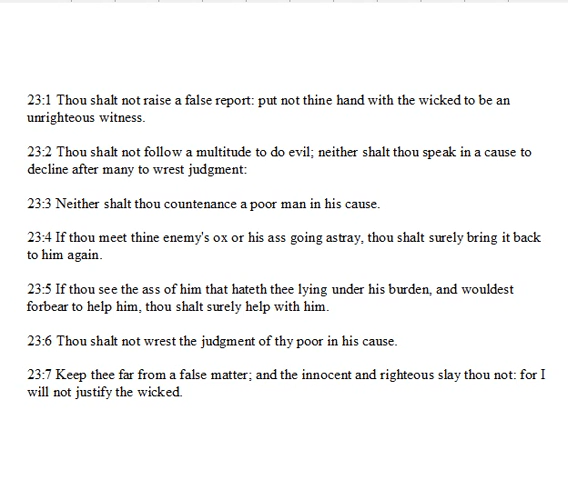 23:1 Thou shalt not raise a false report: put not thine hand with the wicked to be an
unrighteous witness.
23:2 Thou shalt not follow a multitude to do evil; neither shalt thou speak in a cause to
decline after many to wrest judgment:
23:3 Neither shalt thou countenance a poor man in his cause.
23:4 If thou meet thine enemy's ox or his ass going astray, thou shalt surely bring it back
to him again.
23:5 If thou see the ass of him that hateth thee lying under his burden, and wouldest
forbear to help him, thou shalt surely help with him.
23:6 Thou shalt not wrest the judgment of thy poor in his cause.
23:7 Keep thee far from a false matter; and the innocent and righteous slay thou not: for I
will not justify the wicked.